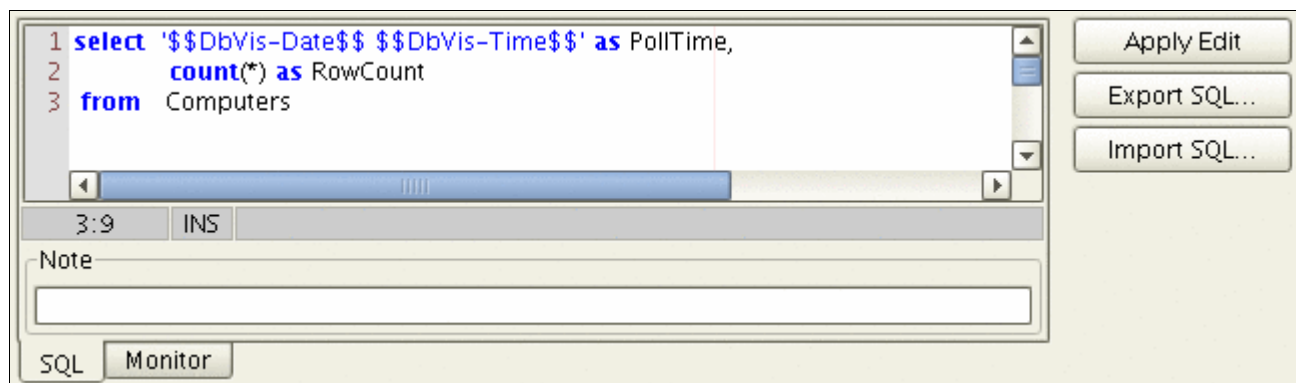 1 select '$$DbVis-Date$$ $$DbVis-Time$$' as PollTime,
2 count(*) as RowCount
3 from Computers
3:9 INS
Note
SQL Monitor
Apply Edit
Export SQL...
Import SQL...